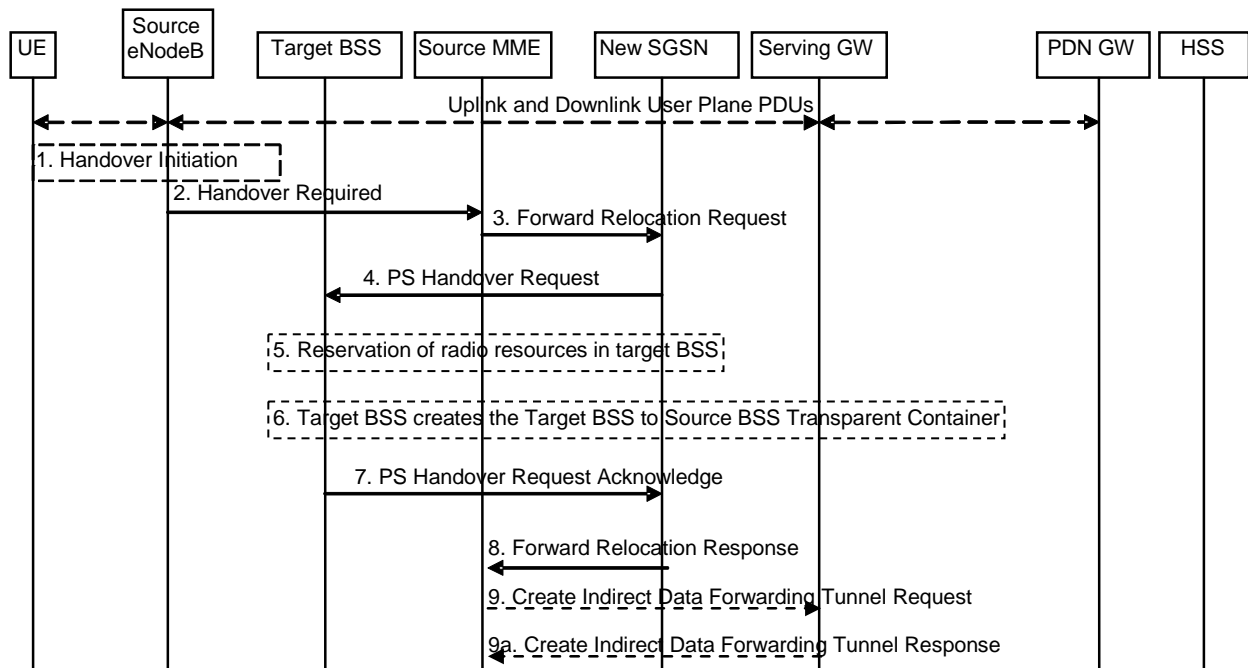 UE
Source
eNodeB
Target BSS
Source MME
New SGSN
Serving GW
PDN GW
HSS
Uplink and Downlink User Plane PDUs
1. Handover Initiation
2. Handover Required
3. Forward Relocation Request
4. PS Handover Request
5. Reservation of radio resources in target BSS
6. Target BSS creates the Target BSS to Source BSS Transparent Container
7. PS Handover Request Acknowledge
8. Forward Relocation Response
9. Create Indirect Data Forwarding Tunnel Request
9a. Create Indirect Data Forwarding Tunnel Response